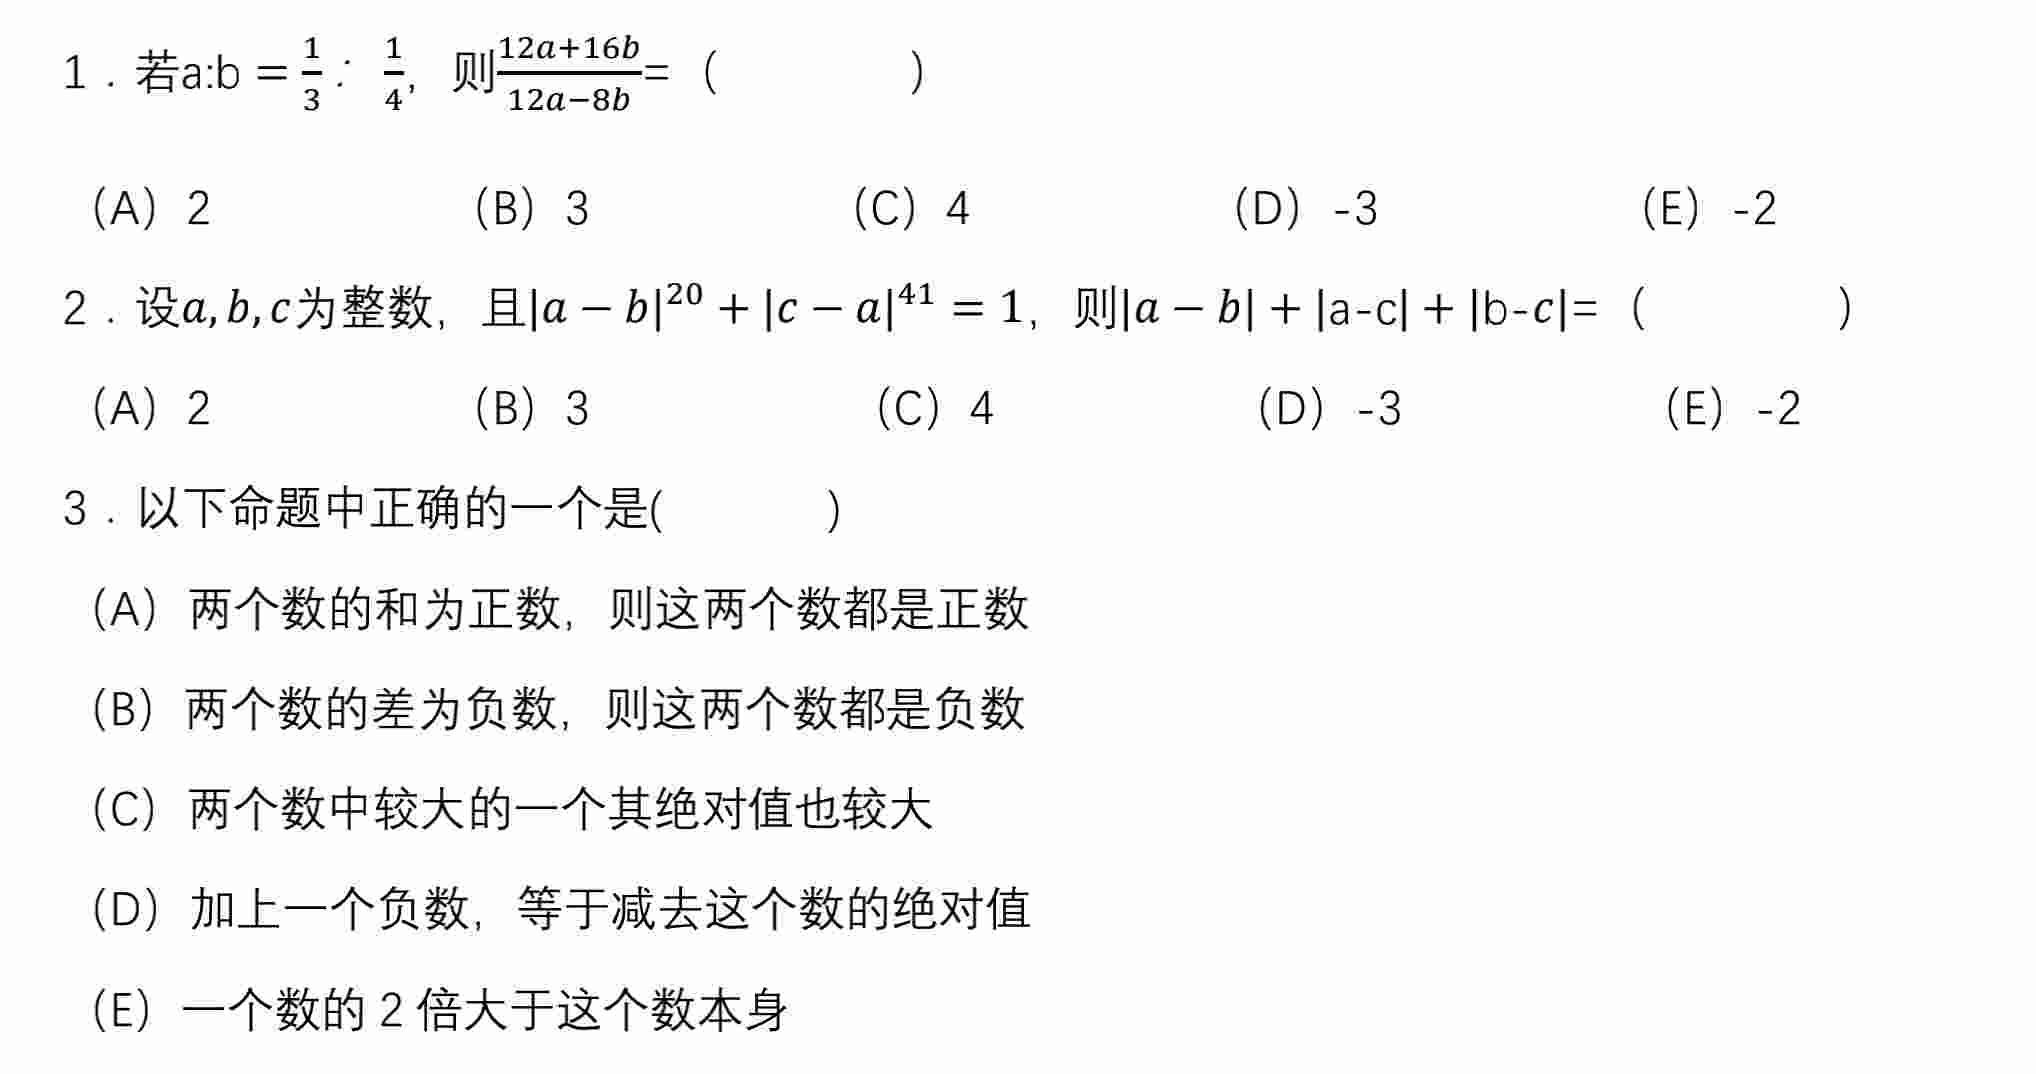 1．若a:b = 1/3 : 1/4，则(12a+16b)/(12a−8b)=（ ）
（A）2 （B）3 （C）4 （D）-3 （E）-2
2．设a, b, c为整数，且|a − b|^20 + |c − a|^41 = 1，则|a − b| + |a-c| + |b-c|=（ ）
（A）2 （B）3 （C）4 （D）-3 （E）-2
3．以下命题中正确的一个是( )
（A）两个数的和为正数，则这两个数都是正数
（B）两个数的差为负数，则这两个数都是负数
（C）两个数中较大的一个其绝对值也较大
（D）加上一个负数，等于减去这个数的绝对值
（E）一个数的 2 倍大于这个数本身